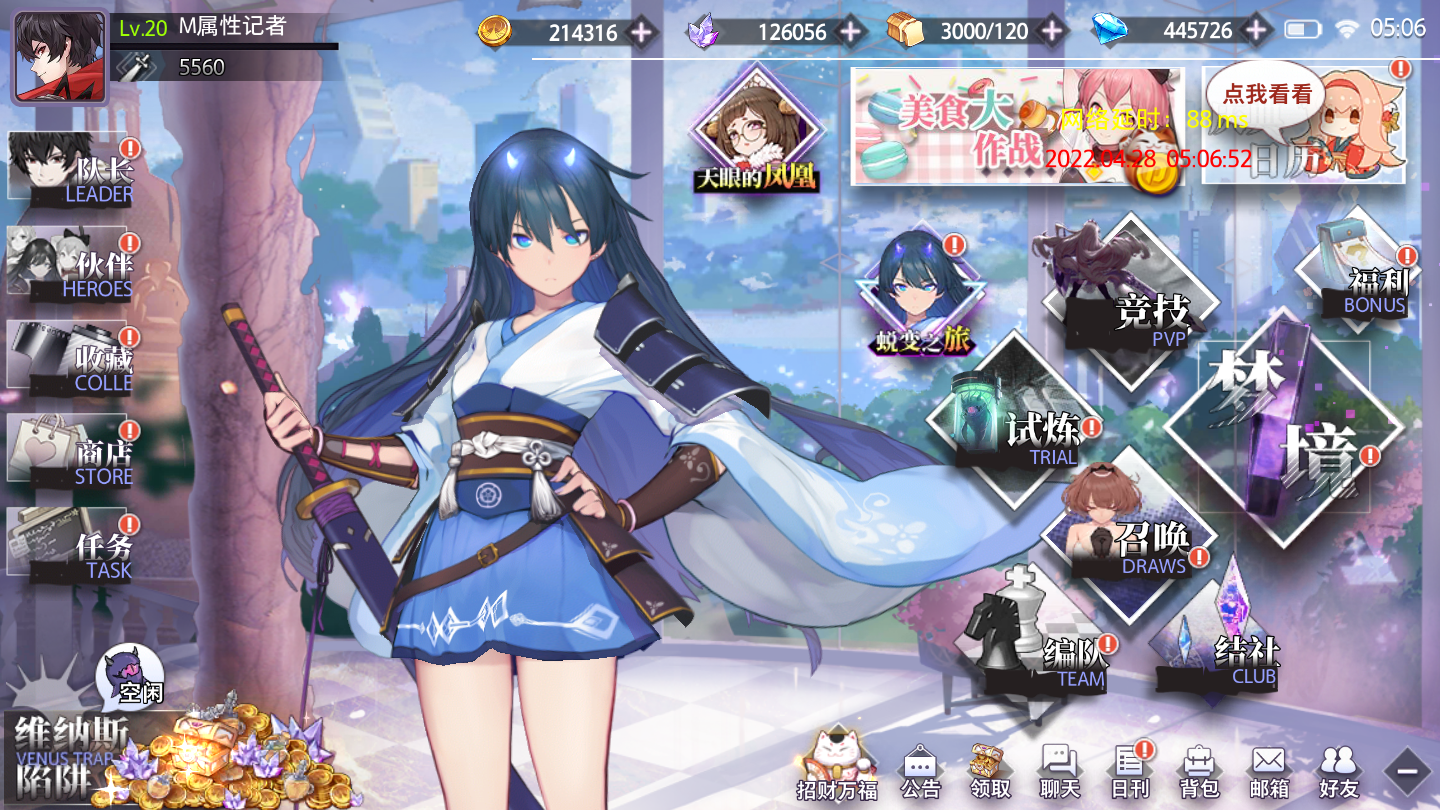 Lv.20 M属性记者
5560
214316
126056
3000/120
445726
05:06
队长
LEADER
伙伴
HEROES
收藏
COLLE
商店
STORE
任务
TASK
空闲
维纳斯
VENUS TRAP
陷阱
天眼的凤凰
美食大
作战
点我看看
网络延时： 88 ms
2022.04.28 05:06:52
日历
蜕变之旅
竞技
PVP
福利
BONUS
试炼
TRIAL
梦境
召唤
DRAWS
编队
TEAM
结社
CLUB
招财万福
公告
领取
聊天
日刊
背包
邮箱
好友